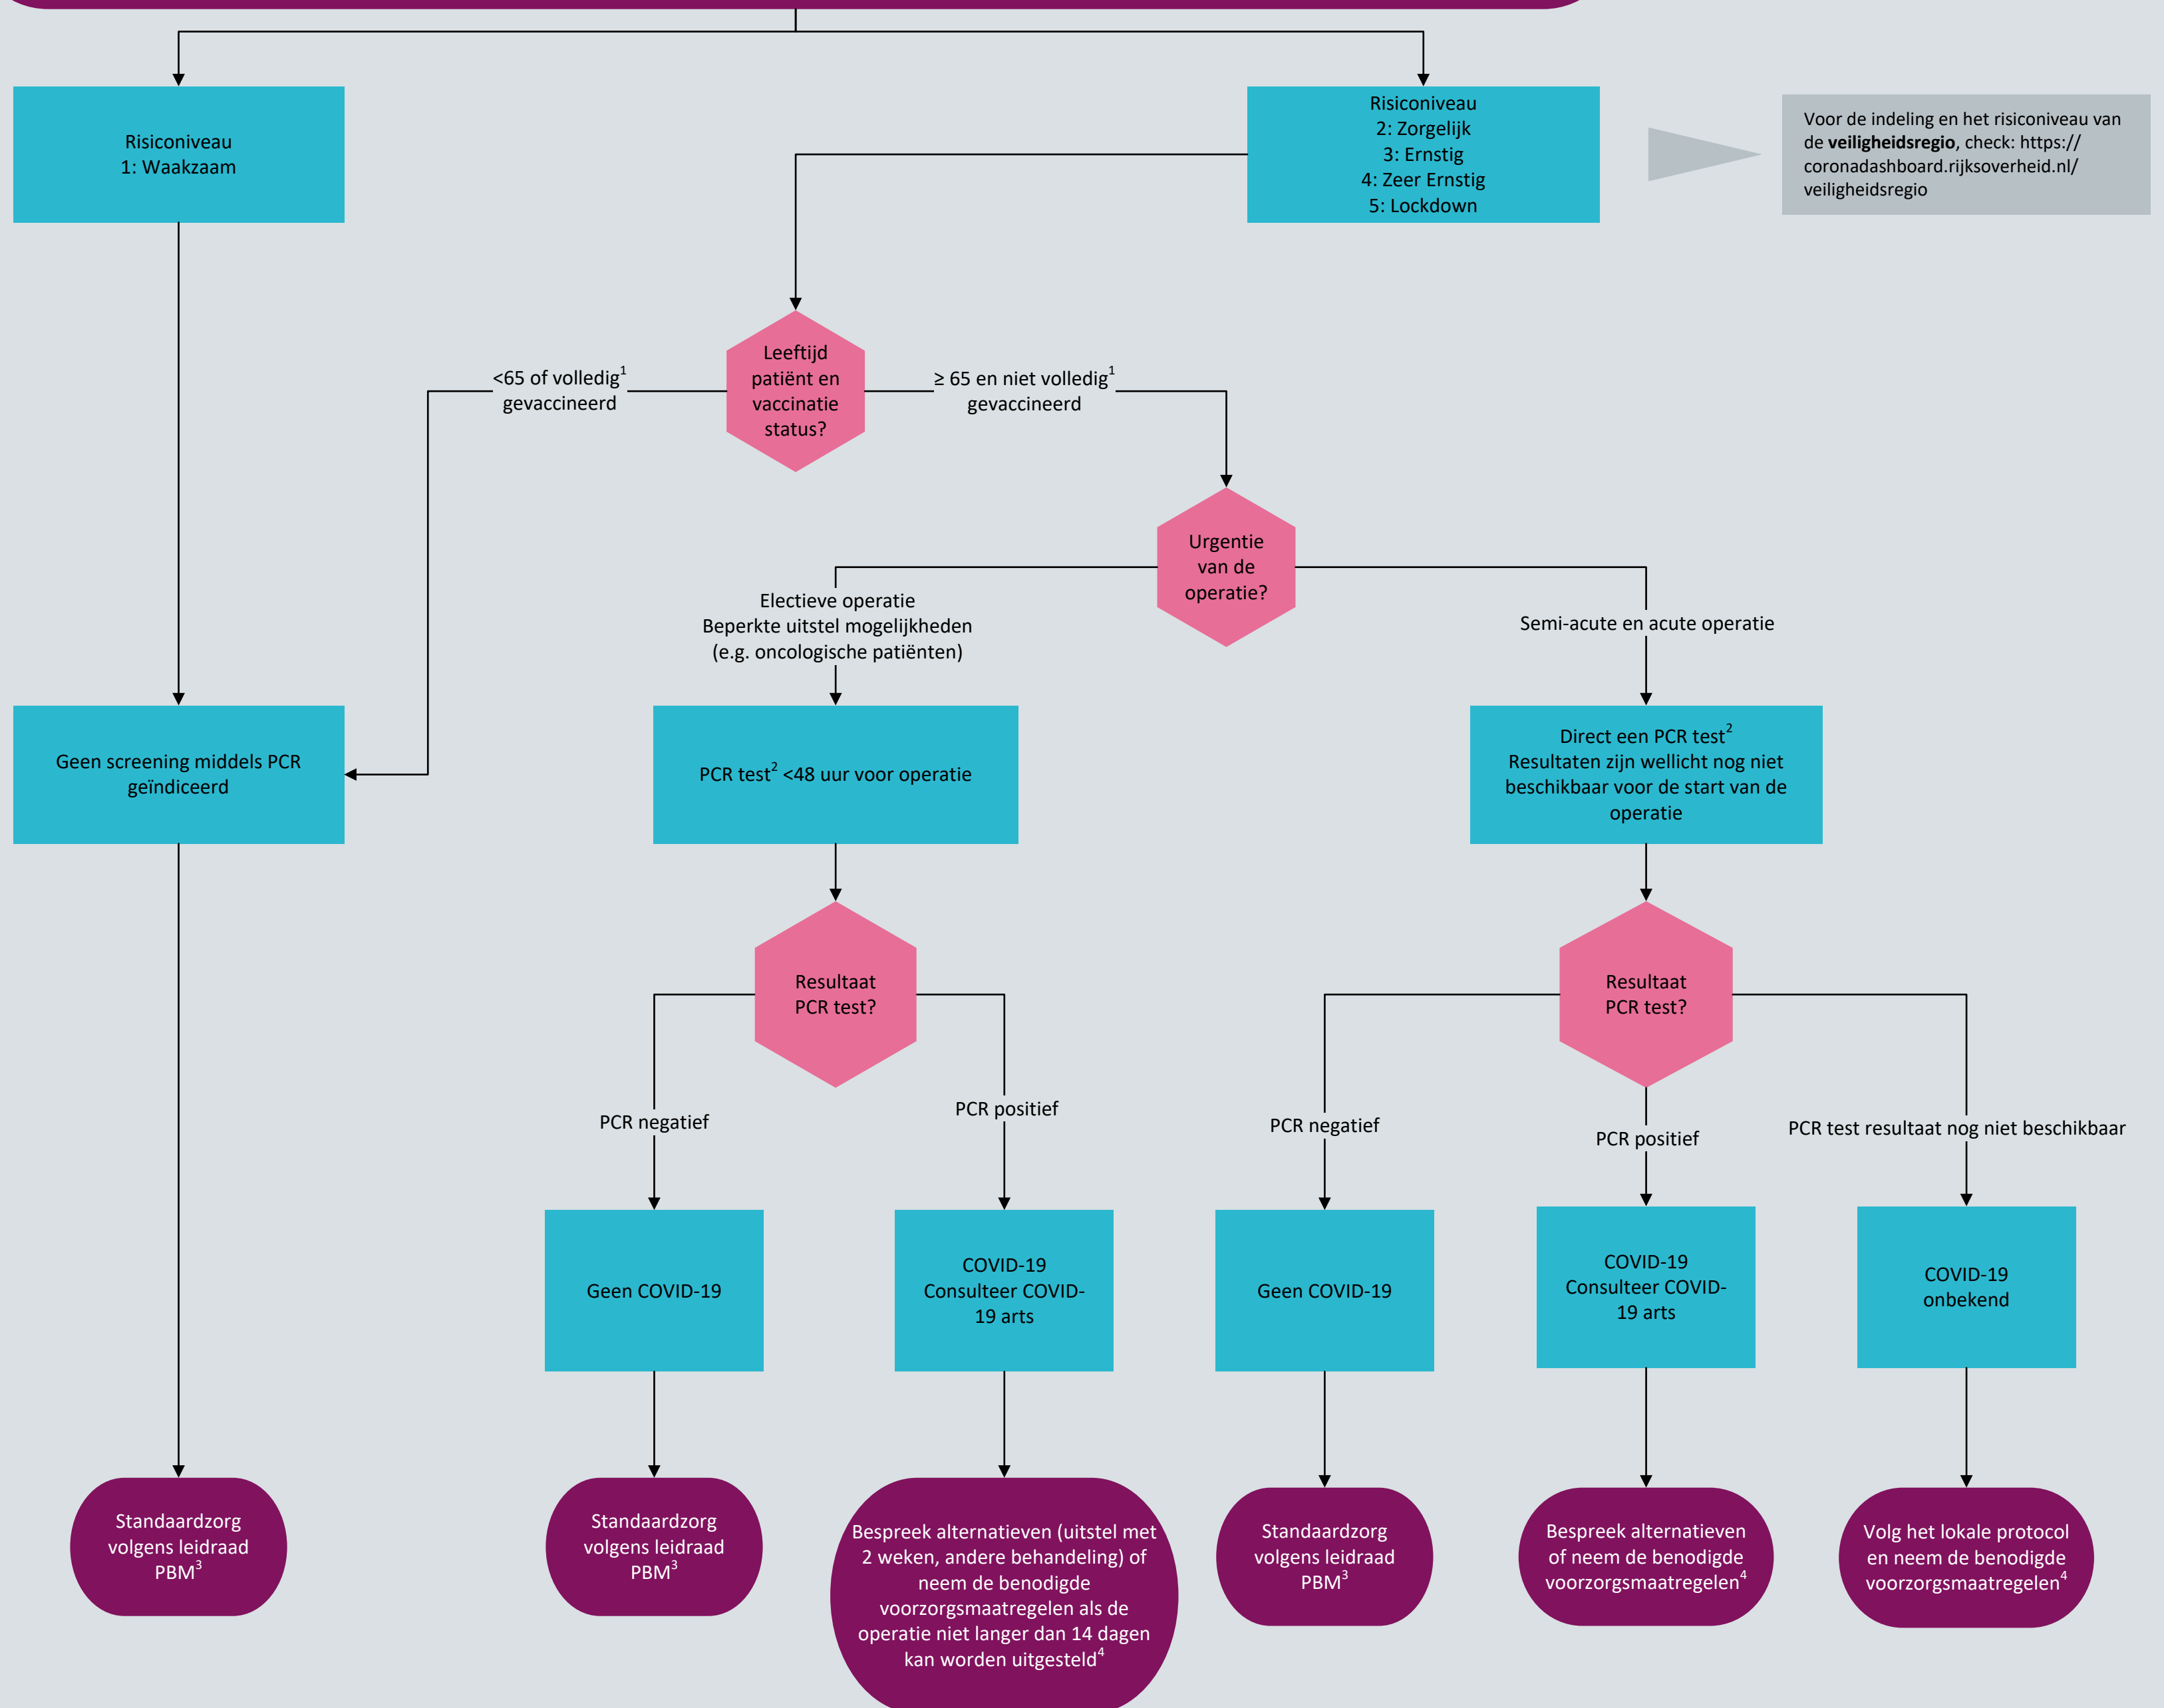 Risiconiveau
1: Waakzaam
Risiconiveau
2: Zorgelijk
3: Ernstig
4: Zeer Ernstig
5: Lockdown
Voor de indeling en het risiconiveau van
de veiligheidsregio, check: https://
coronadashboard.rijksoverheid.nl/
veiligheidsregio
Leeftijd
patiënt en
vaccinatie
status?
<65 of volledig¹
gevaccineerd
≥ 65 en niet volledig¹
gevaccineerd
Urgentie
van de
operatie?
Electieve operatie
Beperkte uitstel mogelijkheden
(e.g. oncologische patiënten)
Semi-acute en acute operatie
Geen screening middels PCR
geïndiceerd
PCR test² <48 uur voor operatie
Direct een PCR test²
Resultaten zijn wellicht nog niet
beschikbaar voor de start van de
operatie
Resultaat
PCR test?
Resultaat
PCR test?
PCR negatief
PCR positief
PCR negatief
PCR positief
PCR test resultaat nog niet beschikbaar
Geen COVID-19
COVID-19
Consulteer COVID-
19 arts
Geen COVID-19
COVID-19
Consulteer COVID-
19 arts
COVID-19
onbekend
Standaardzorg
volgens leidraad
PBM³
Standaardzorg
volgens leidraad
PBM³
Bespreek alternatieven (uitstel met
2 weken, andere behandeling) of
neem de benodigde
voorzorgsmaatregelen als de
operatie niet langer dan 14 dagen
kan worden uitgesteld⁴
Standaardzorg
volgens leidraad
PBM³
Bespreek alternatieven
of neem de benodigde
voorzorgsmaatregelen⁴
Volg het lokale protocol
en neem de benodigde
voorzorgsmaatregelen⁴